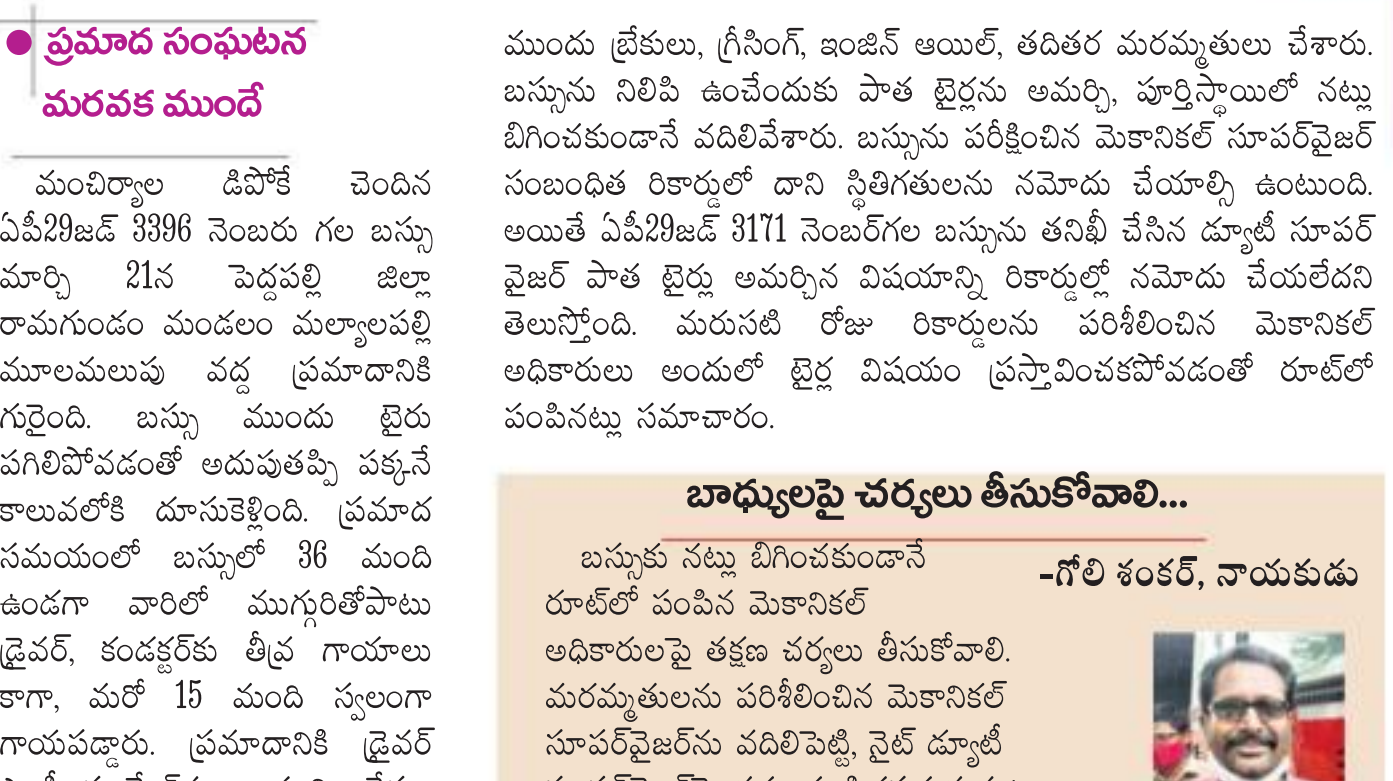 ● ప్రమాద సంఘటన
మరవక ముందే
మంచిర్యాల డిపోకే చెందిన
ఏపీ29జడ్ 3396 నెంబరు గల బస్సు
మార్చి 21న పెద్దపల్లి జిల్లా
రామగుండం మండలం మల్యాలపల్లి
మూలమలుపు వద్ద ప్రమాదానికి
గురైంది. బస్సు ముందు టైరు
పగిలిపోవడంతో అదుపుతప్పి పక్కనే
కాలువలోకి దూసుకెళ్లింది. ప్రమాద
సమయంలో బస్సులో 36 మంది
ఉండగా వారిలో ముగ్గురితోపాటు
డ్రైవర్, కండక్టర్‌కు తీవ్ర గాయాలు
కాగా, మరో 15 మంది స్వలంగా
గాయపడ్డారు. ప్రమాదానికి డ్రైవర్
ముందు బ్రేకులు, గ్రీసింగ్, ఇంజిన్ ఆయిల్, తదితర మరమ్మతులు చేశారు.
బస్సును నిలిపి ఉంచేందుకు పాత టైర్లను అమర్చి, పూర్తిస్థాయిలో నట్లు
బిగించకుండానే వదిలివేశారు. బస్సును పరీక్షించిన మెకానికల్ సూపర్‌వైజర్
సంబంధిత రికార్డులో దాని స్థితిగతులను నమోదు చేయాల్సి ఉంటుంది.
అయితే ఏపీ29జడ్ 3171 నెంబర్‌గల బస్సును తనిఖీ చేసిన డ్యూటీ సూపర్
వైజర్ పాత టైర్లు అమర్చిన విషయాన్ని రికార్డుల్లో నమోదు చేయలేదని
తెలుస్తోంది. మరుసటి రోజు రికార్డులను పరిశీలించిన మెకానికల్
అధికారులు అందులో టైర్ల విషయం ప్రస్తావించకపోవడంతో రూట్‌లో
పంపినట్లు సమాచారం.
బాధ్యులపై చర్యలు తీసుకోవాలి...
-గోలి శంకర్, నాయకుడు
బస్సుకు నట్లు బిగించకుండానే
రూట్‌లో పంపిన మెకానికల్
అధికారులపై తక్షణ చర్యలు తీసుకోవాలి.
మరమ్మతులను పరిశీలించిన మెకానికల్
సూపర్‌వైజర్‌ను వదిలిపెట్టి, నైట్ డ్యూటీ